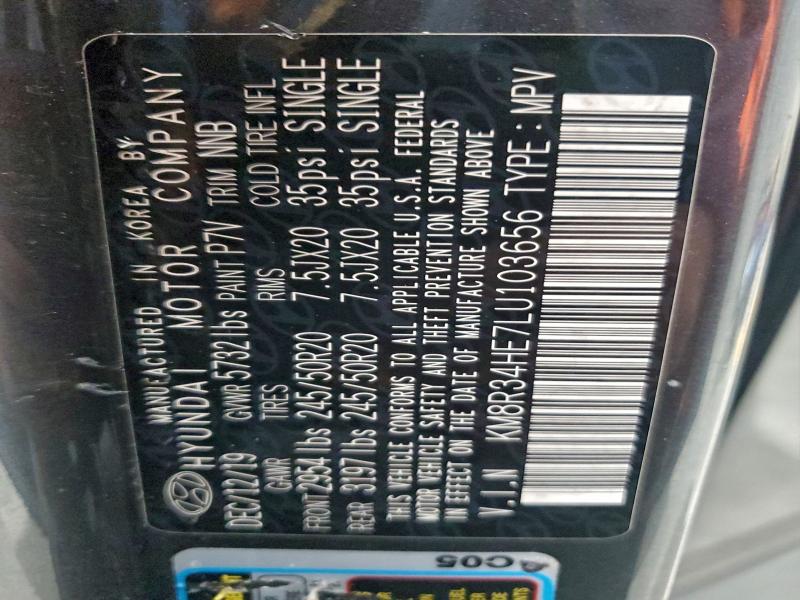 MANUFACTURED IN KOREA BY:
HYUNDAI MOTOR COMPANY
DEC/12/19 GVWR 5732 lbs PAINT P7V TRIM NNB
GAWR TIRES RIMS COLD TIRE INFL
FRONT 2954 lbs 245/50R20 7.5JX20 35psi SINGLE
REAR 3197 lbs 245/50R20 7.5JX20 35psi SINGLE
THIS VEHICLE CONFORMS TO ALL APPLICABLE U.S.A. FEDERAL
MOTOR VEHICLE SAFETY AND THEFT PREVENTION STANDARDS
IN EFFECT ON THE DATE OF MANUFACTURE SHOWN ABOVE
V.I.N KM8R34HE7LU103656 TYPE : MPV
AC05